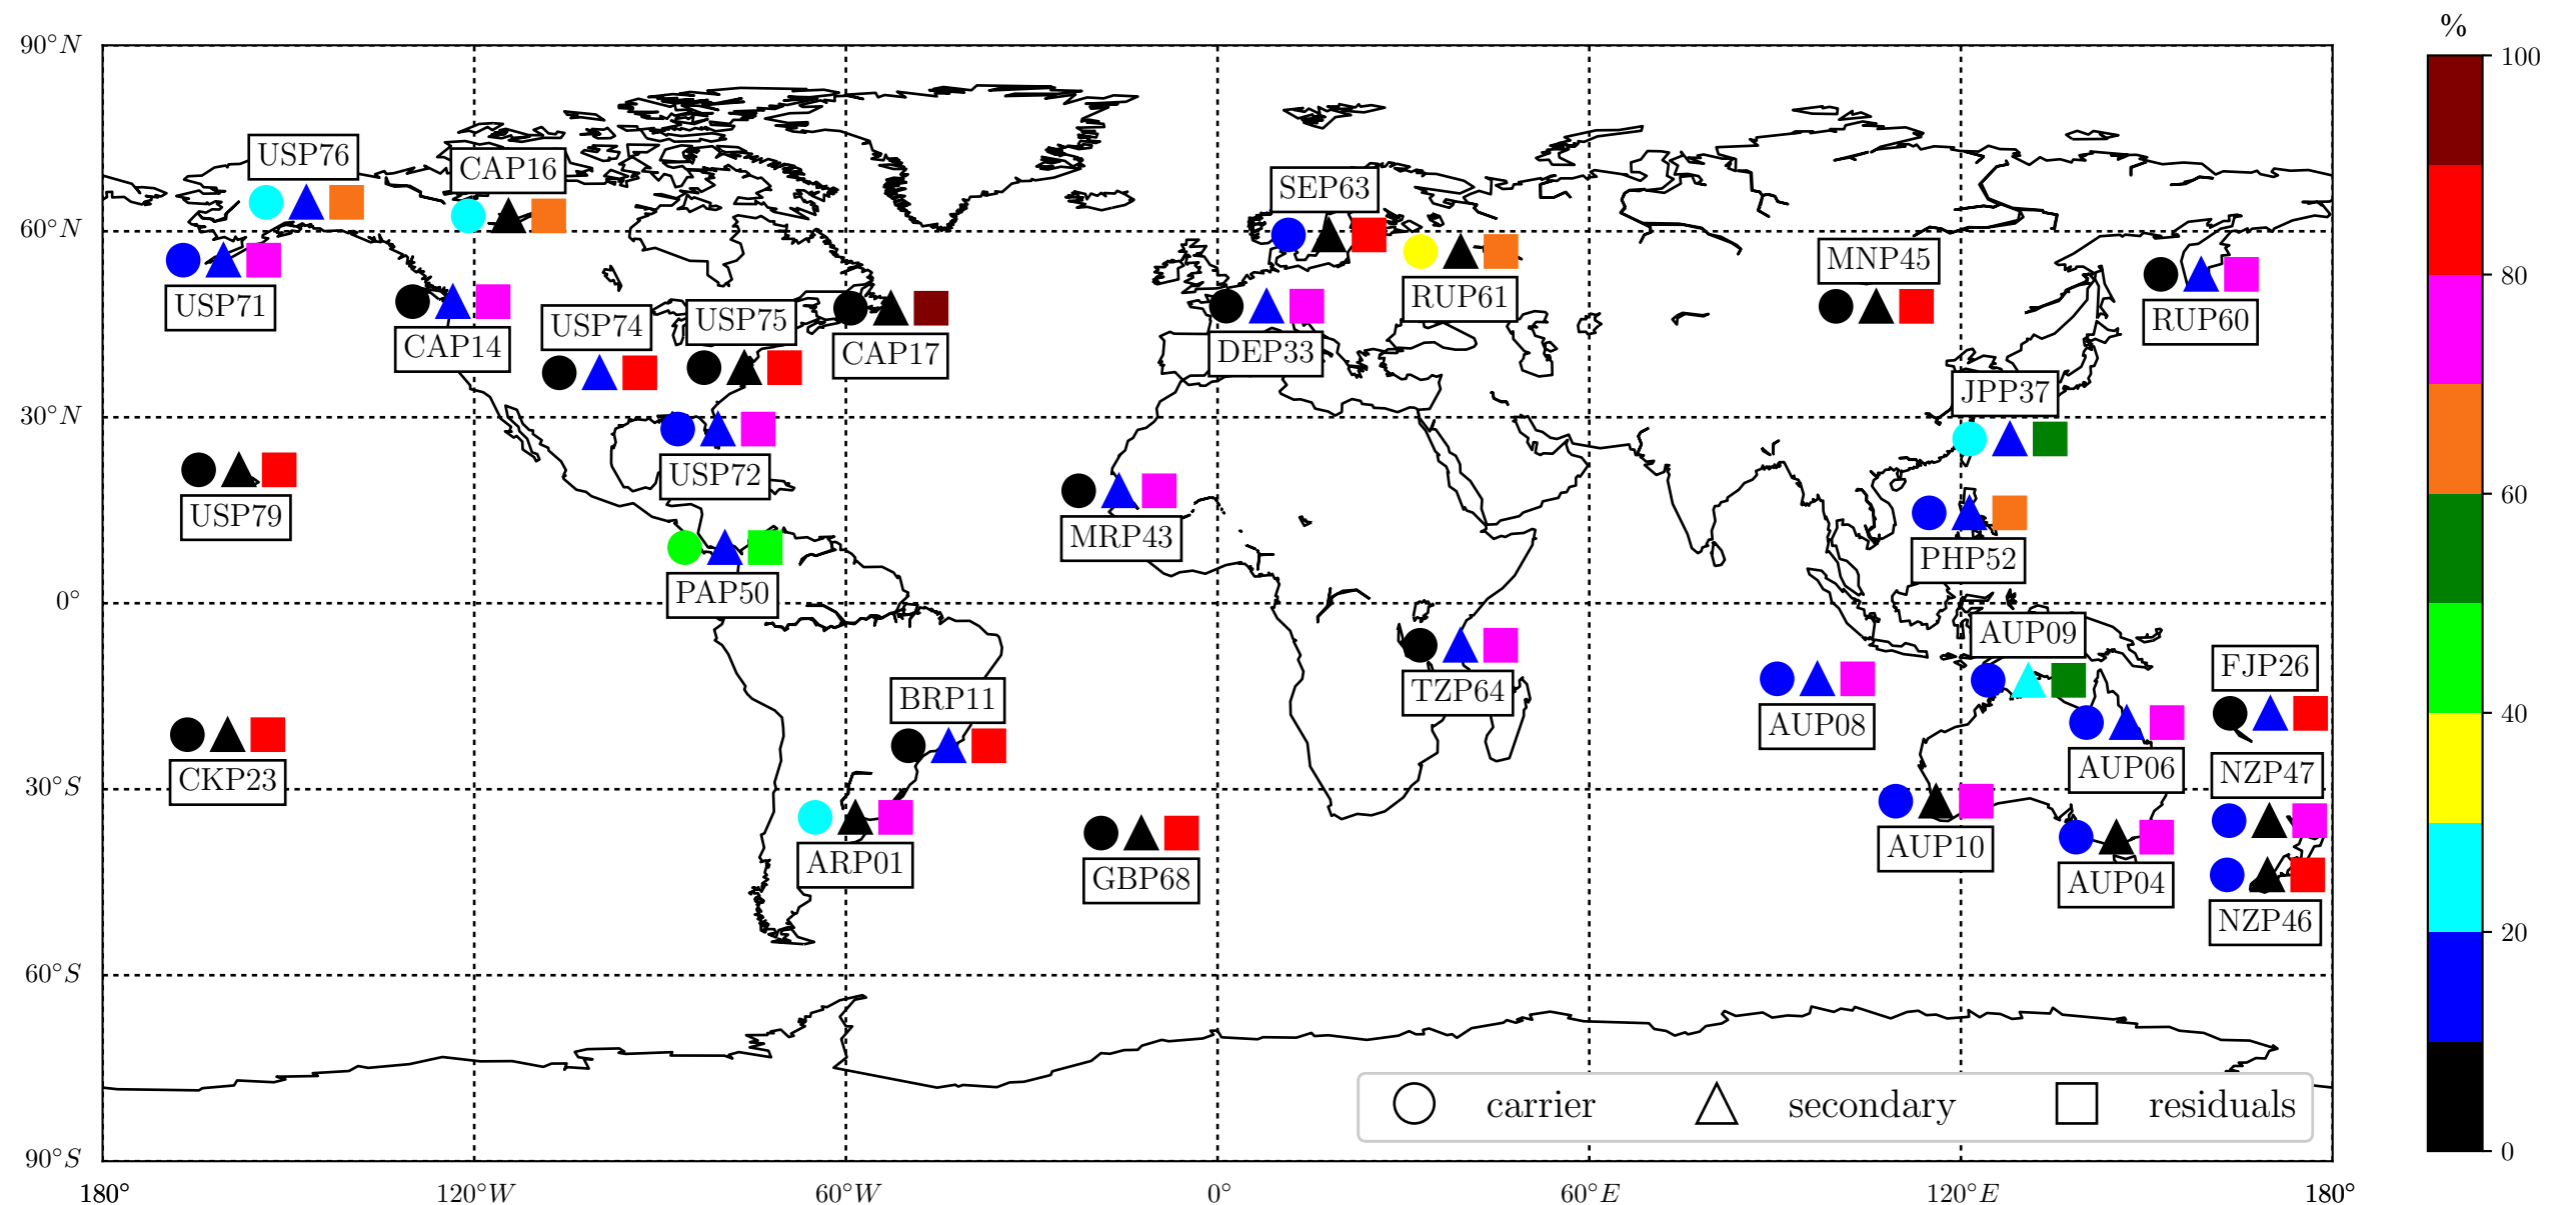 %
90°N
100
USP76
CAP16
SEP63
60°N
MNP45
80
USP71
RUP61
RUP60
USP74
USP75
CAP14
CAP17
DEP33
JPP37
30°N
USP72
60
USP79
MRP43
PHP52
0°
PAP50
AUP09
FJP26
BRP11
TZP64
AUP08
40
AUP06
NZP47
30°S
CKP23
AUP10
ARP01
GBP68
AUP04
NZP46
20
60°S
carrier
secondary
residuals
90°S
0
180°
120°W
60°W
0°
60°E
120°E
180°